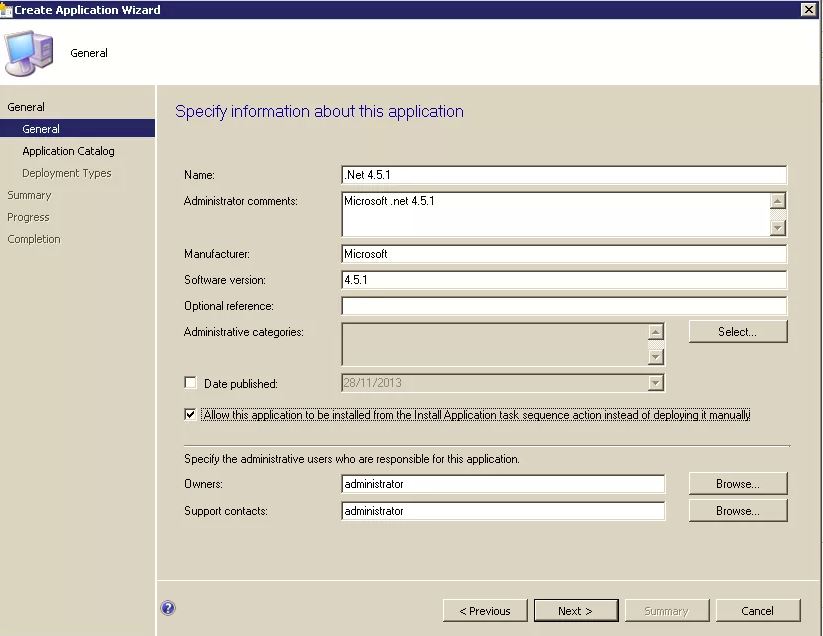 Create Application Wizard
General
General
General
Application Catalog
Deployment Types
Summary
Progress
Completion
Specify information about this application
Name:
.Net 4.5.1
Administrator comments:
Microsoft .net 4.5.1
Manufacturer:
Microsoft
Software version:
4.5.1
Optional reference:
Administrative categories:
Select...
Date published:
28/11/2013
Allow this application to be installed from the Install Application task sequence action instead of deploying it manually
Specify the administrative users who are responsible for this application.
Owners:
administrator
Browse...
Support contacts:
administrator
Browse...
?
< Previous
Next >
Summary
Cancel